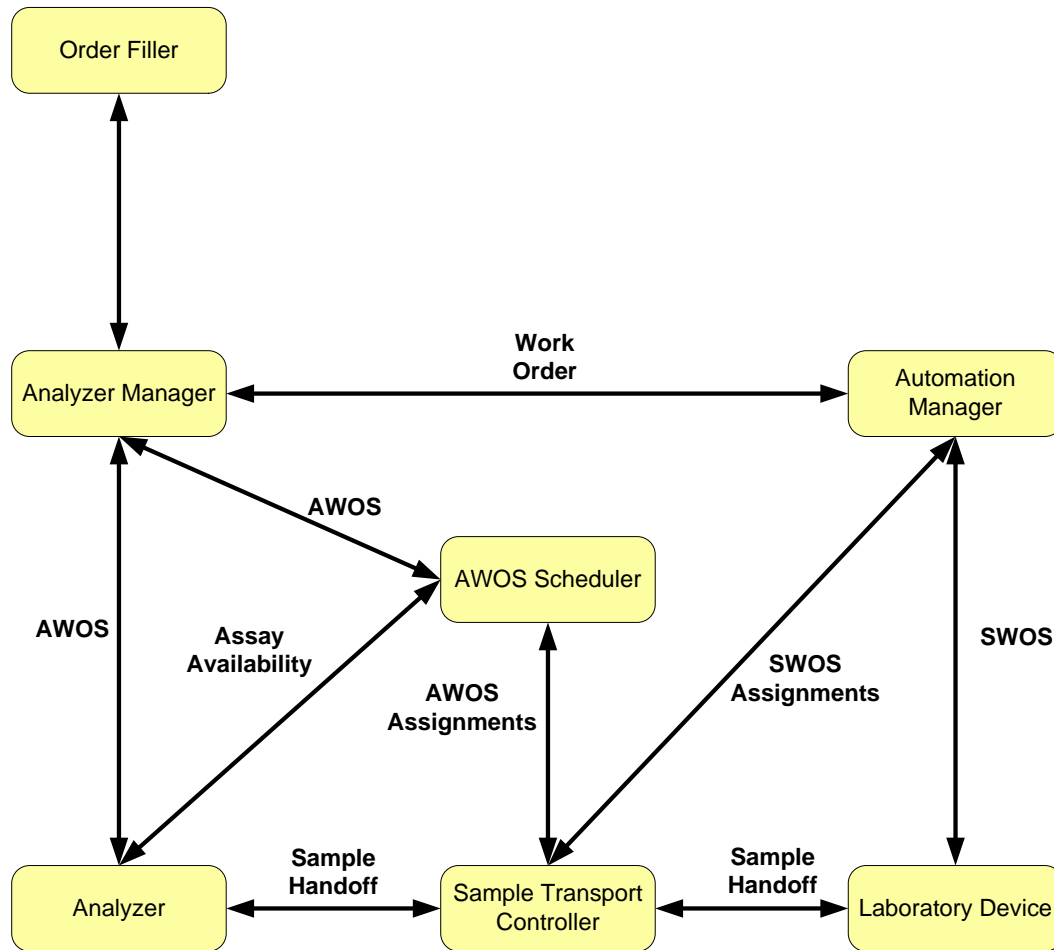 Order Filler
Work
Order
Analyzer Manager
Automation
Manager
AWOS
AWOS Scheduler
AWOS
Assay
Availability
SWOS
Assignments
SWOS
AWOS
Assignments
Sample
Handoff
Sample
Handoff
Analyzer
Sample Transport
Controller
Laboratory Device